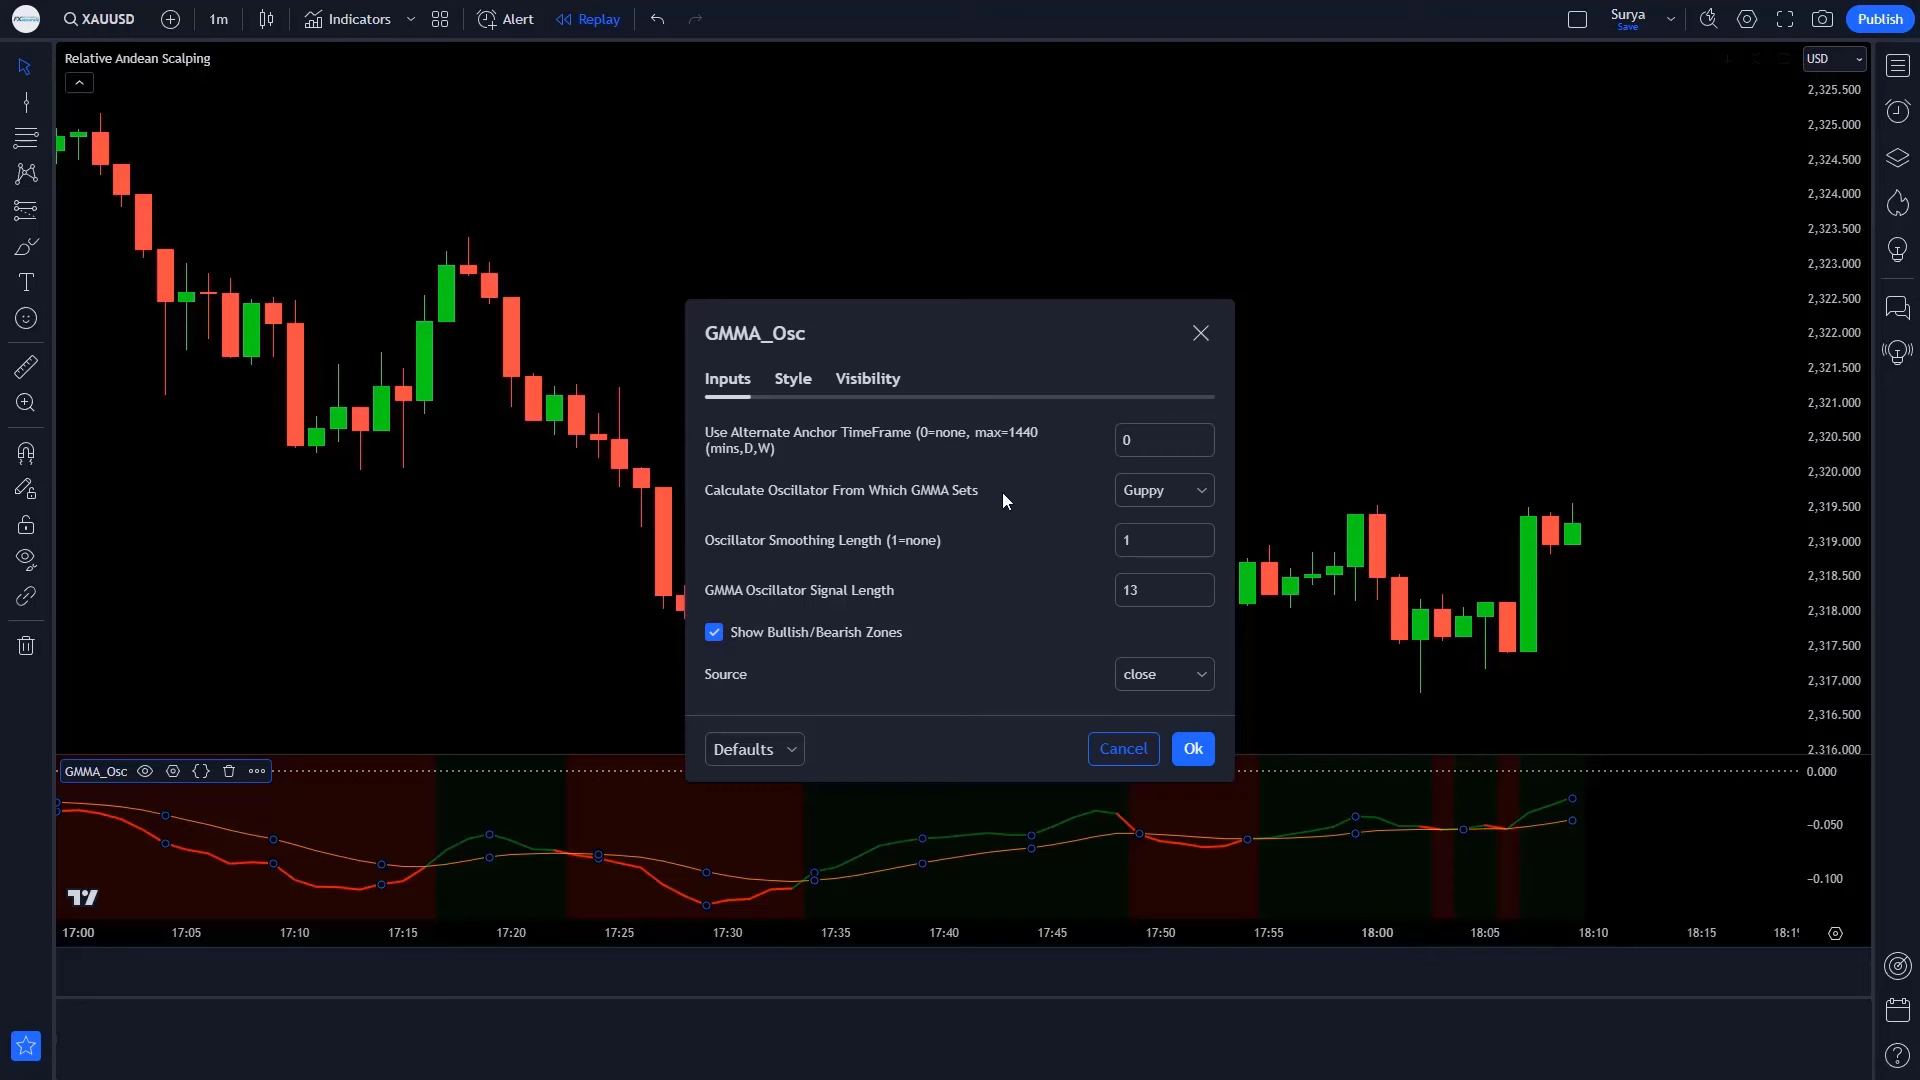 XAUUSD
1m
Indicators
Alert
Replay
Surya
Save
Publish
Relative Andean Scalping
USD
2,325.500
2,325.000
2,324.500
2,324.000
2,323.500
2,323.000
2,322.500
2,322.000
2,321.500
2,321.000
2,320.500
2,320.000
2,319.500
2,319.000
2,318.500
2,318.000
2,317.500
2,317.000
2,316.500
2,316.000
GMMA_Osc
Inputs Style Visibility
Use Alternate Anchor TimeFrame (0=none, max=1440
(mins,D,W)
0
Calculate Oscillator From Which GMMA Sets
Guppy
Oscillator Smoothing Length (1=none)
1
GMMA Oscillator Signal Length
13
Show Bullish/Bearish Zones
Source
close
Defaults
Cancel
Ok
GMMA_Osc
0.000
−0.050
−0.100
17:00 17:05 17:10 17:15 17:20 17:25 17:30 17:35 17:40 17:45 17:50 17:55 18:00 18:05 18:10 18:15